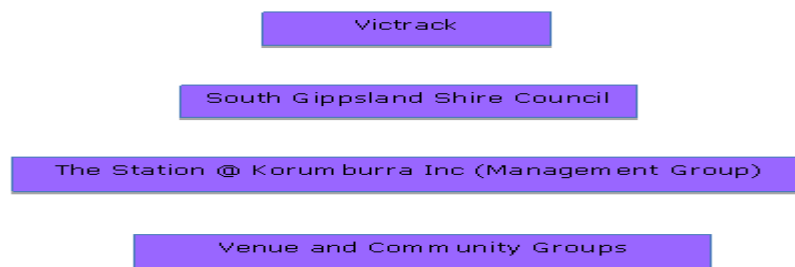 Victrack
South Gippsland Shire Council
The Station @ Korumburra Inc (Management Group)
Venue and Community Groups